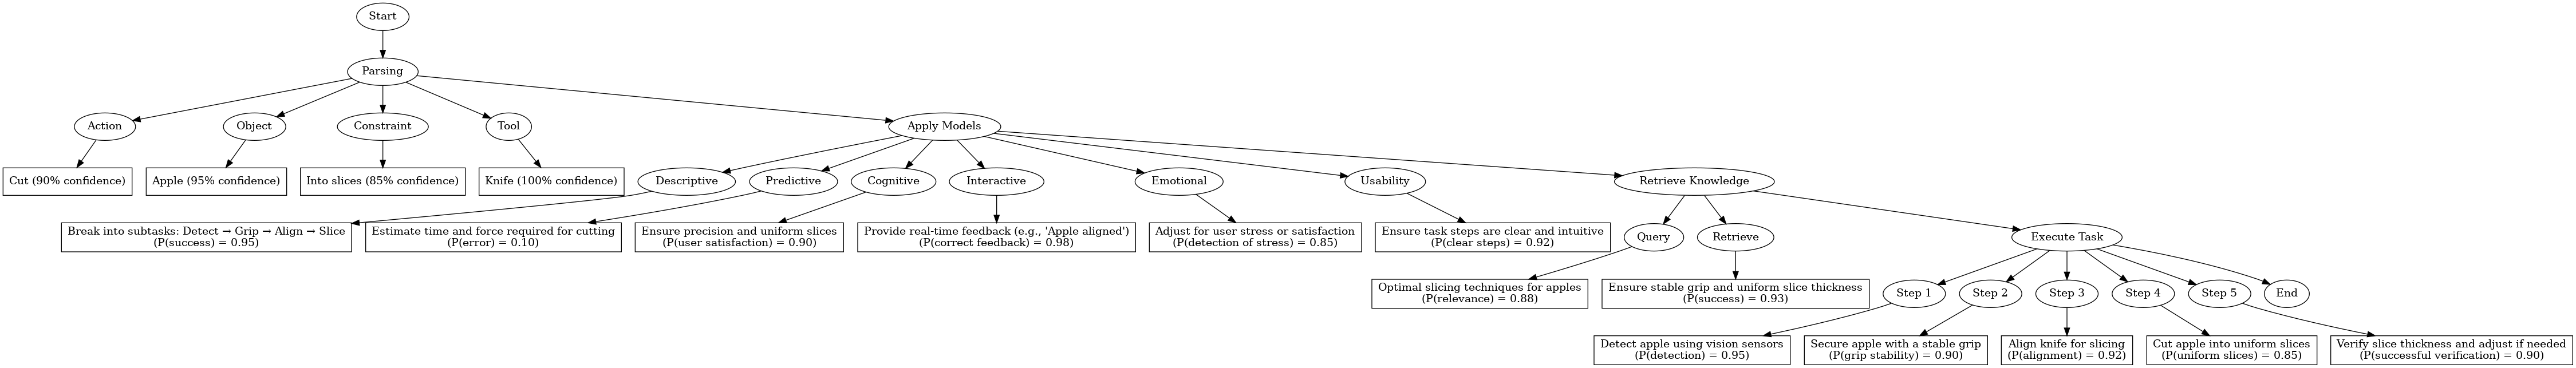 Start
Parsing
Action
Object
Constraint
Tool
Apply Models
Cut (90% confidence)
Apple (95% confidence)
Into slices (85% confidence)
Knife (100% confidence)
Descriptive
Predictive
Cognitive
Interactive
Emotional
Usability
Retrieve Knowledge
Break into subtasks: Detect → Grip → Align → Slice
(P(success) = 0.95)
Estimate time and force required for cutting
(P(error) = 0.10)
Ensure precision and uniform slices
(P(user satisfaction) = 0.90)
Provide real-time feedback (e.g., 'Apple aligned')
(P(correct feedback) = 0.98)
Adjust for user stress or satisfaction
(P(detection of stress) = 0.85)
Ensure task steps are clear and intuitive
(P(clear steps) = 0.92)
Query
Retrieve
Execute Task
Optimal slicing techniques for apples
(P(relevance) = 0.88)
Ensure stable grip and uniform slice thickness
(P(success) = 0.93)
Step 1
Step 2
Step 3
Step 4
Step 5
End
Detect apple using vision sensors
(P(detection) = 0.95)
Secure apple with a stable grip
(P(grip stability) = 0.90)
Align knife for slicing
(P(alignment) = 0.92)
Cut apple into uniform slices
(P(uniform slices) = 0.85)
Verify slice thickness and adjust if needed
(P(successful verification) = 0.90)